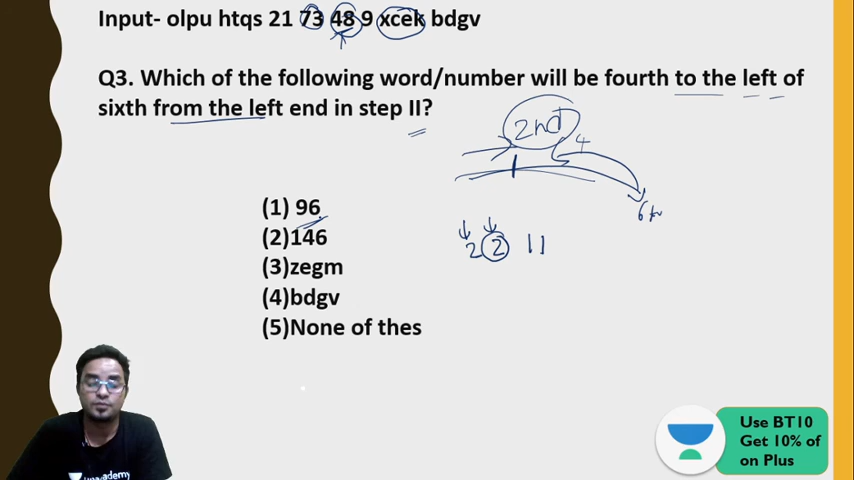 Input- olpu htqs 21 73 48 9 xcek bdgv
Q3. Which of the following word/number will be fourth to the left of
sixth from the left end in step II?
2nd
4
6th
(1) 96
(2)146
(3)zegm
(4)bdgv
(5)None of thes
2 2 11
unacademy
Use BT10
Get 10% of
on Plus